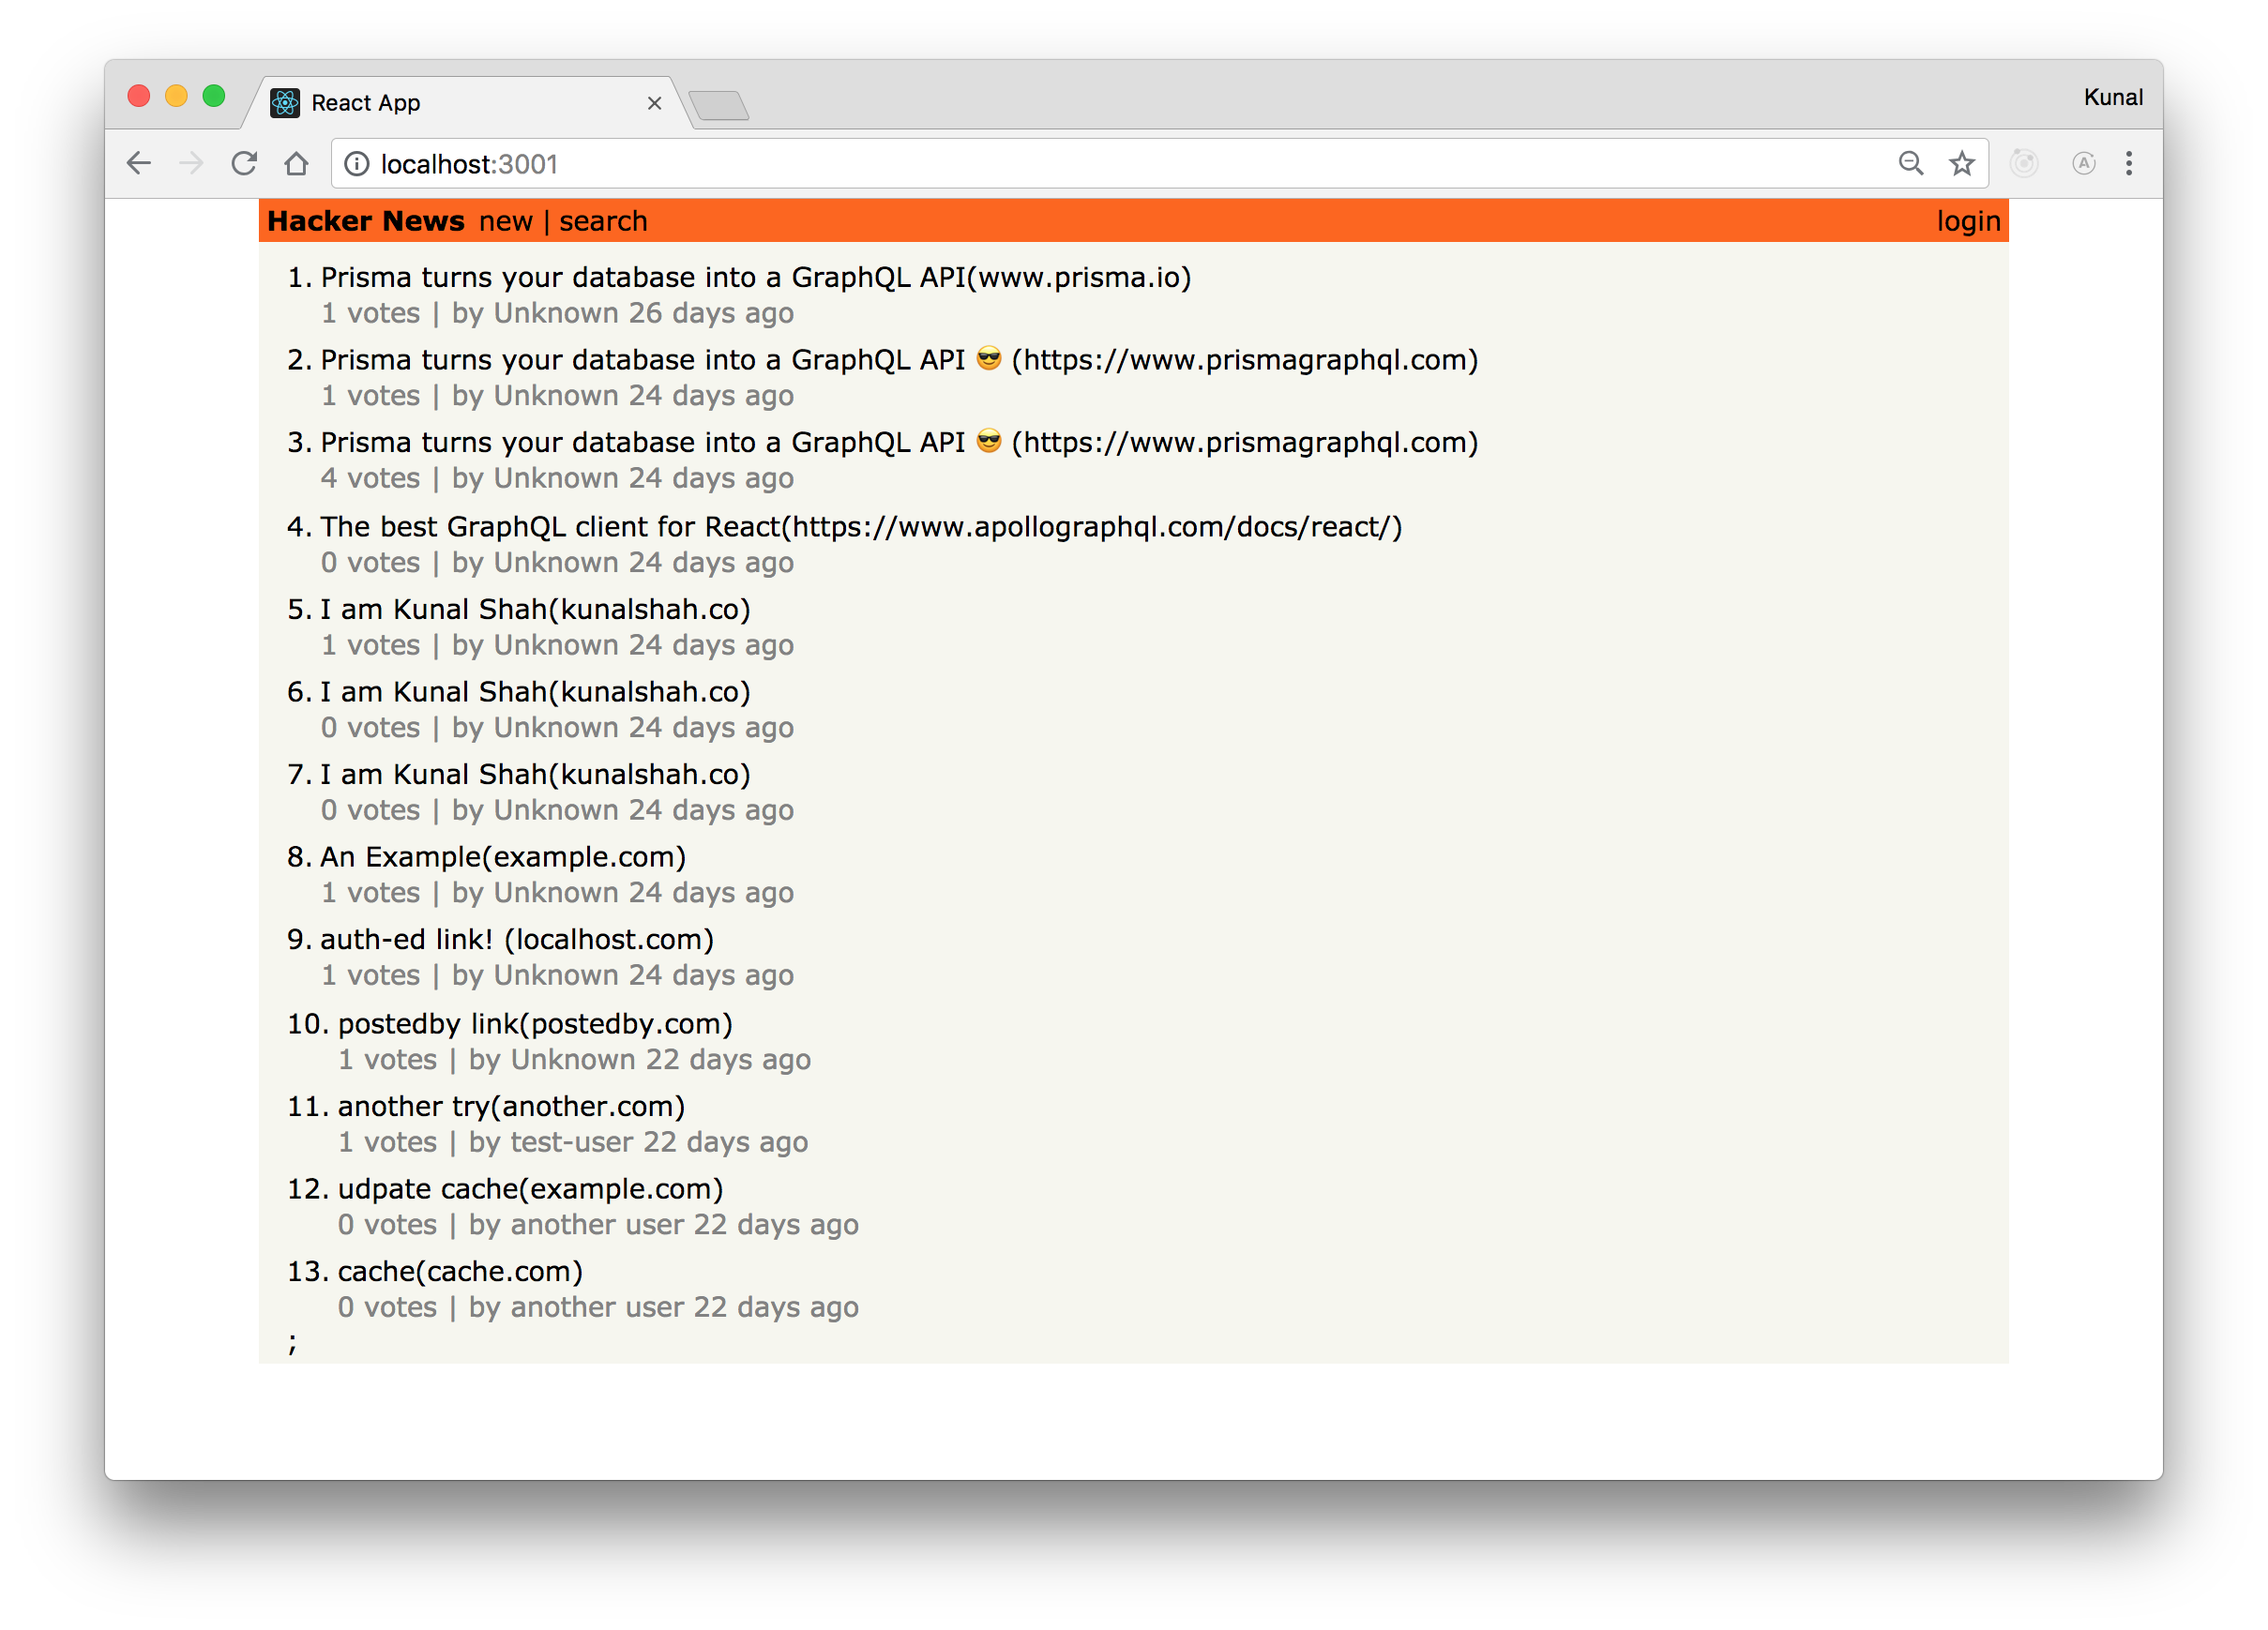 React App
Kunal
localhost:3001
Hacker News new | search login
1. Prisma turns your database into a GraphQL API(www.prisma.io)
1 votes | by Unknown 26 days ago
2. Prisma turns your database into a GraphQL API 😎 (https://www.prismagraphql.com)
1 votes | by Unknown 24 days ago
3. Prisma turns your database into a GraphQL API 😎 (https://www.prismagraphql.com)
4 votes | by Unknown 24 days ago
4. The best GraphQL client for React(https://www.apollographql.com/docs/react/)
0 votes | by Unknown 24 days ago
5. I am Kunal Shah(kunalshah.co)
1 votes | by Unknown 24 days ago
6. I am Kunal Shah(kunalshah.co)
0 votes | by Unknown 24 days ago
7. I am Kunal Shah(kunalshah.co)
0 votes | by Unknown 24 days ago
8. An Example(example.com)
1 votes | by Unknown 24 days ago
9. auth-ed link! (localhost.com)
1 votes | by Unknown 24 days ago
10. postedby link(postedby.com)
1 votes | by Unknown 22 days ago
11. another try(another.com)
1 votes | by test-user 22 days ago
12. udpate cache(example.com)
0 votes | by another user 22 days ago
13. cache(cache.com)
0 votes | by another user 22 days ago
;